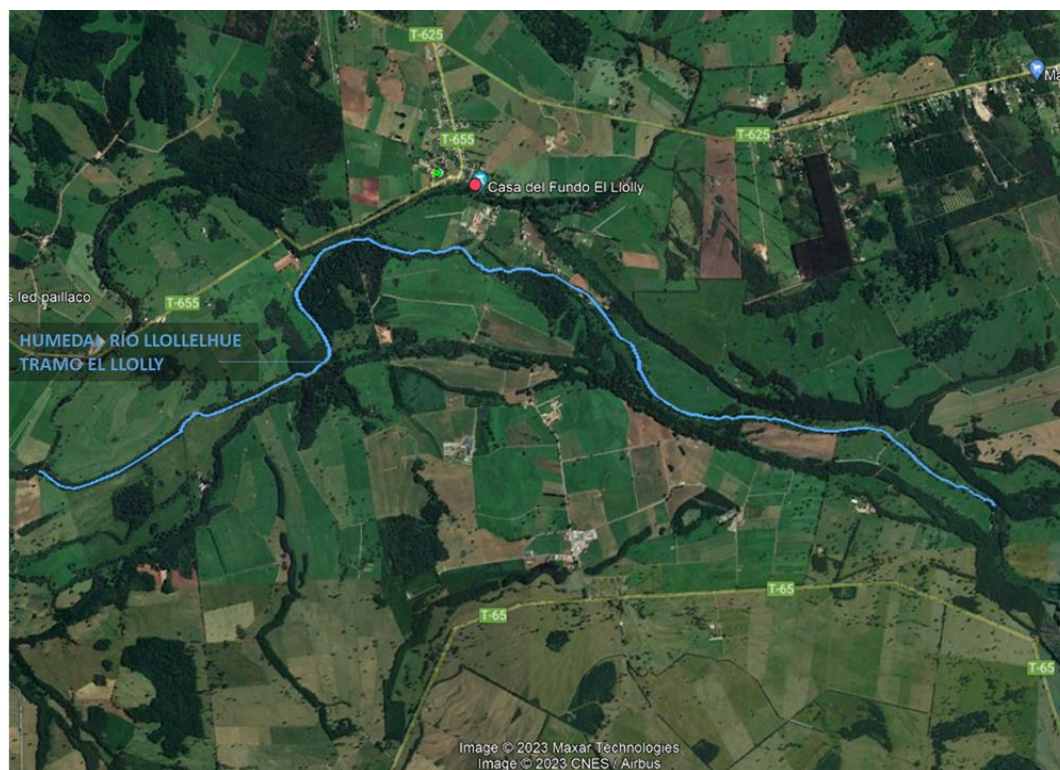 T-625
T-625
Ma
T-655
Casa del Fundo El Llolly
s led paillaco
T-655
HUMEDAL RÍO LLOLLELHUE
TRAMO EL LLOLLY
T-65
T-65
T-65
Image © 2023 Maxar Technologies
Image © 2023 CNES / Airbus